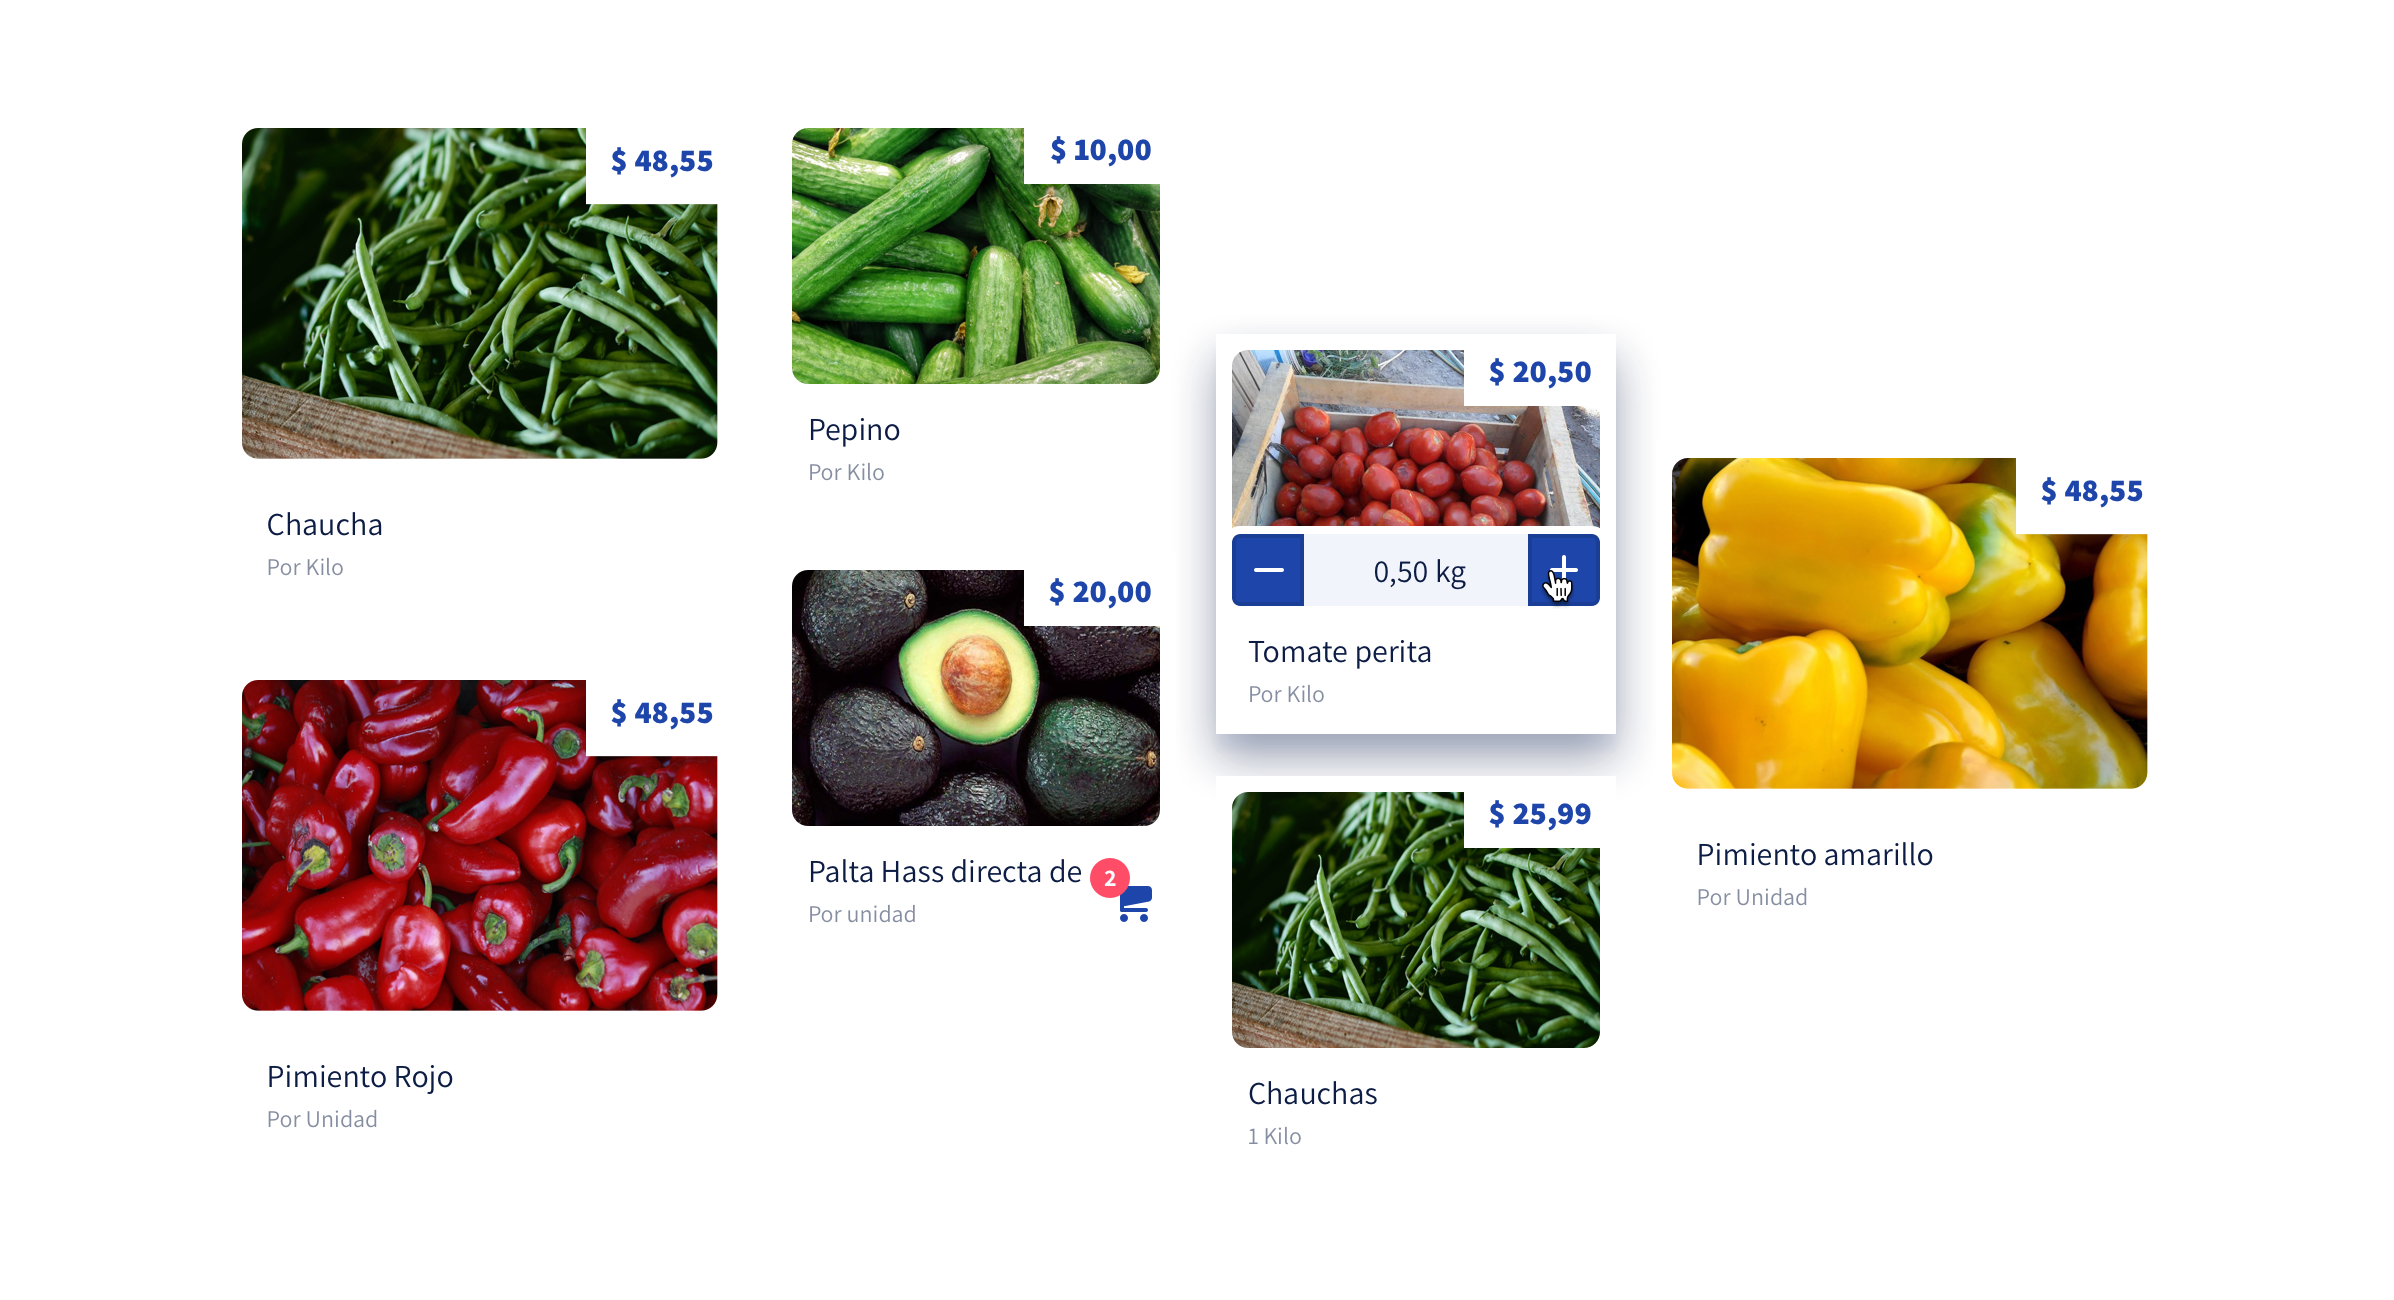 $ 48,55
Chaucha
Por Kilo
$ 48,55
Pimiento Rojo
Por Unidad
$ 10,00
Pepino
Por Kilo
$ 20,00
Palta Hass directa de
2
Por unidad
$ 20,50
0,50 kg
Tomate perita
Por Kilo
$ 25,99
Chauchas
1 Kilo
$ 48,55
Pimiento amarillo
Por Unidad